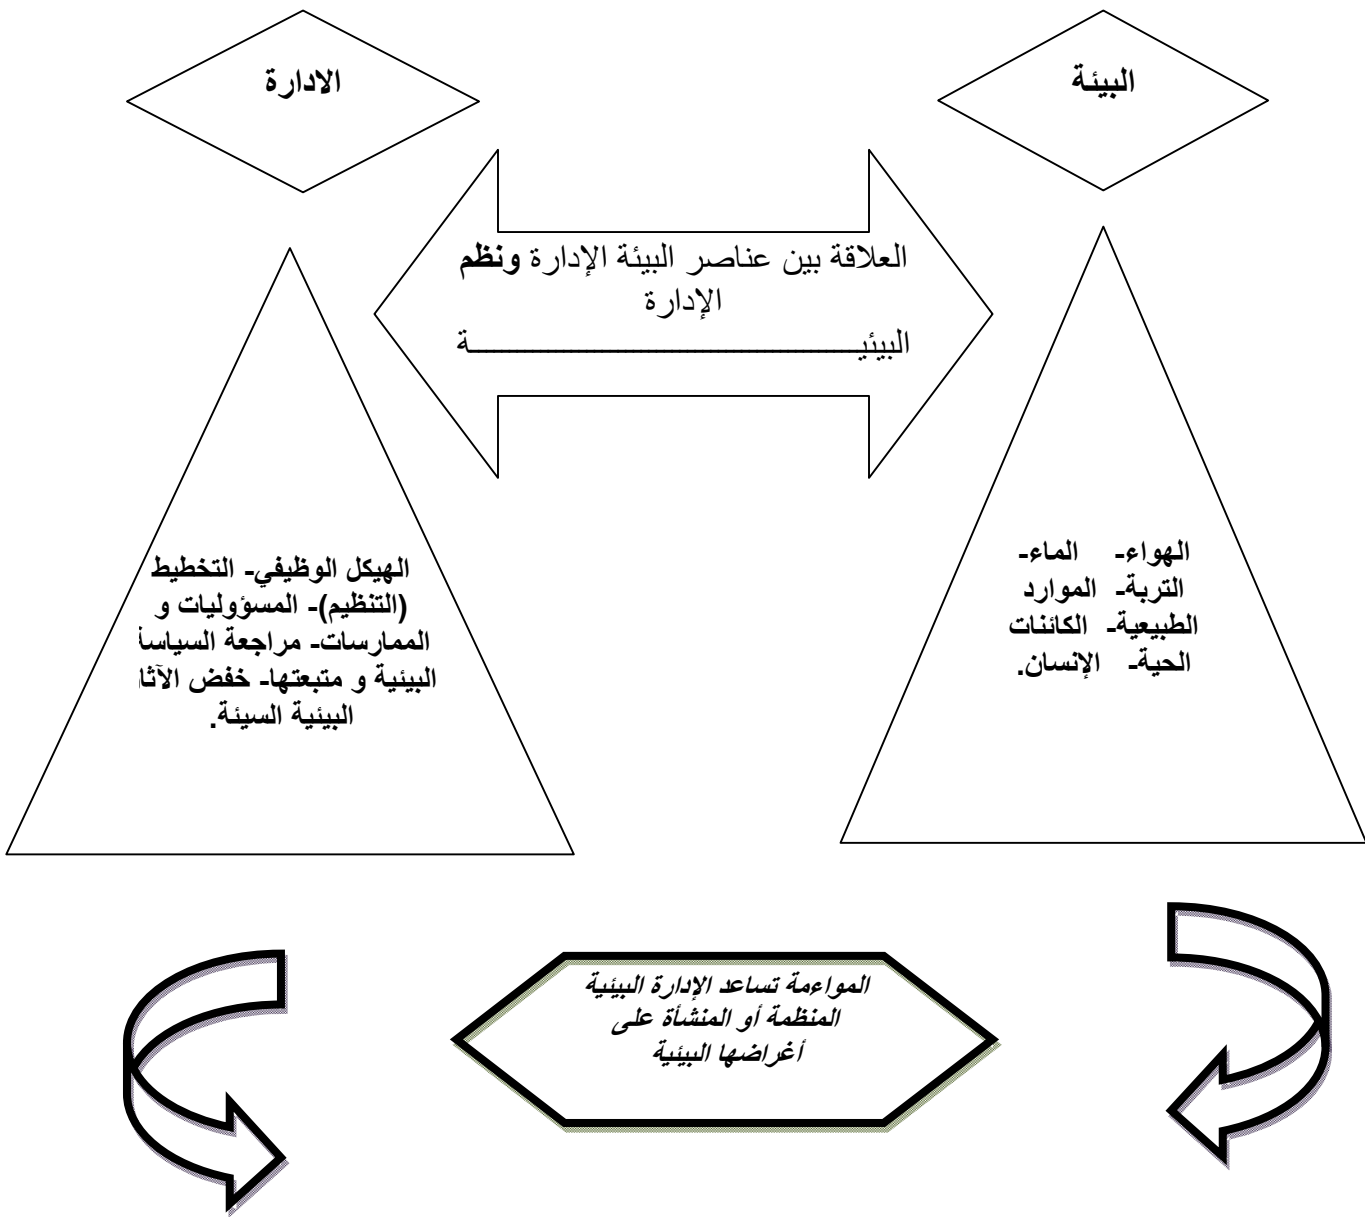 البيئة
الادارة
العلاقة بين عناصر البيئة الإدارة ونظم
الإدارة
البيئيـــــــــــــــــــــــــــــــة
الهواء- الماء-
التربة- الموارد
الطبيعية- الكائنات
الحية- الإنسان.
الهيكل الوظيفي- التخطيط
(التنظيم)- المسؤوليات و
الممارسات- مراجعة السياسة
البيئية و متبعتها- خفض الآثا
البيئية السيئة.
المواءمة تساعد الإدارة البيئية
المنظمة أو المنشأة على
أغراضها البيئية